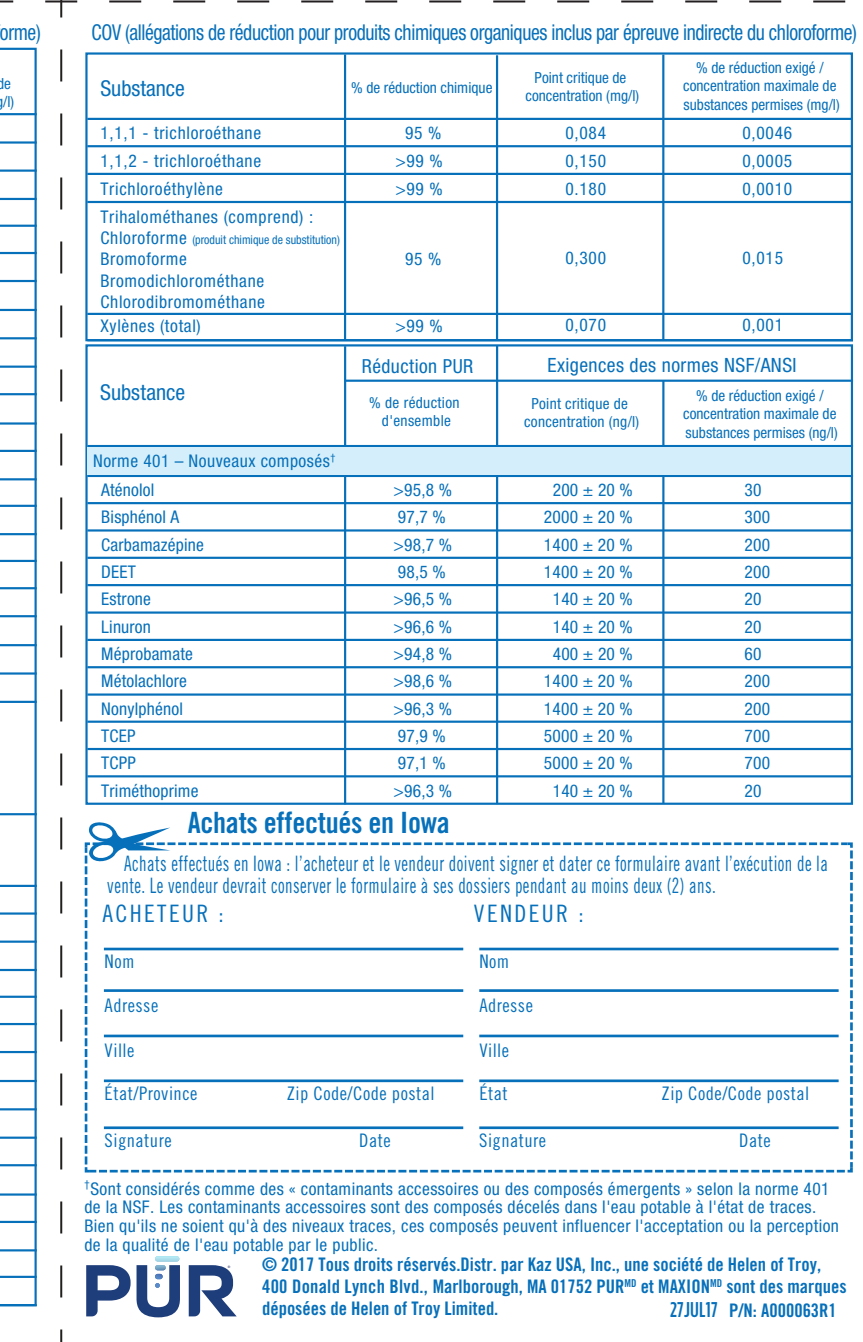 orme)
de
g/l)
COV (allégations de réduction pour produits chimiques organiques inclus par épreuve indirecte du chloroforme)
Substance
% de réduction chimique
Point critique de
concentration (mg/l)
% de réduction exigé /
concentration maximale de
substances permises (mg/l)
1,1,1 - trichloroéthane 95 % 0,084 0,0046
1,1,2 - trichloroéthane >99 % 0,150 0,0005
Trichloroéthylène >99 % 0.180 0,0010
Trihalométhanes (comprend) :
Chloroforme (produit chimique de substitution)
Bromoforme 95 % 0,300 0,015
Bromodichlorométhane
Chlorodibromométhane
Xylènes (total) >99 % 0,070 0,001
Substance
Réduction PUR
Exigences des normes NSF/ANSI
% de réduction
d'ensemble
Point critique de
concentration (ng/l)
% de réduction exigé /
concentration maximale de
substances permises (ng/l)
Norme 401 – Nouveaux composés†
Aténolol >95,8 % 200 ± 20 % 30
Bisphénol A 97,7 % 2000 ± 20 % 300
Carbamazépine >98,7 % 1400 ± 20 % 200
DEET 98,5 % 1400 ± 20 % 200
Estrone >96,5 % 140 ± 20 % 20
Linuron >96,6 % 140 ± 20 % 20
Méprobamate >94,8 % 400 ± 20 % 60
Métolachlore >98,6 % 1400 ± 20 % 200
Nonylphénol >96,3 % 1400 ± 20 % 200
TCEP 97,9 % 5000 ± 20 % 700
TCPP 97,1 % 5000 ± 20 % 700
Triméthoprime >96,3 % 140 ± 20 % 20
Achats effectués en Iowa
Achats effectués en Iowa : l'acheteur et le vendeur doivent signer et dater ce formulaire avant l'exécution de la
vente. Le vendeur devrait conserver le formulaire à ses dossiers pendant au moins deux (2) ans.
ACHETEUR : VENDEUR :
Nom Nom
Adresse Adresse
Ville Ville
État/Province Zip Code/Code postal État Zip Code/Code postal
Signature Date Signature Date
†Sont considérés comme des « contaminants accessoires ou des composés émergents » selon la norme 401
de la NSF. Les contaminants accessoires sont des composés décelés dans l'eau potable à l'état de traces.
Bien qu'ils ne soient qu'à des niveaux traces, ces composés peuvent influencer l'acceptation ou la perception
de la qualité de l'eau potable par le public.
PUR
© 2017 Tous droits réservés.Distr. par Kaz USA, Inc., une société de Helen of Troy,
400 Donald Lynch Blvd., Marlborough, MA 01752 PURᴹᴰ et MAXIONᴹᴰ sont des marques
déposées de Helen of Troy Limited. 27JUL17 P/N: A000063R1